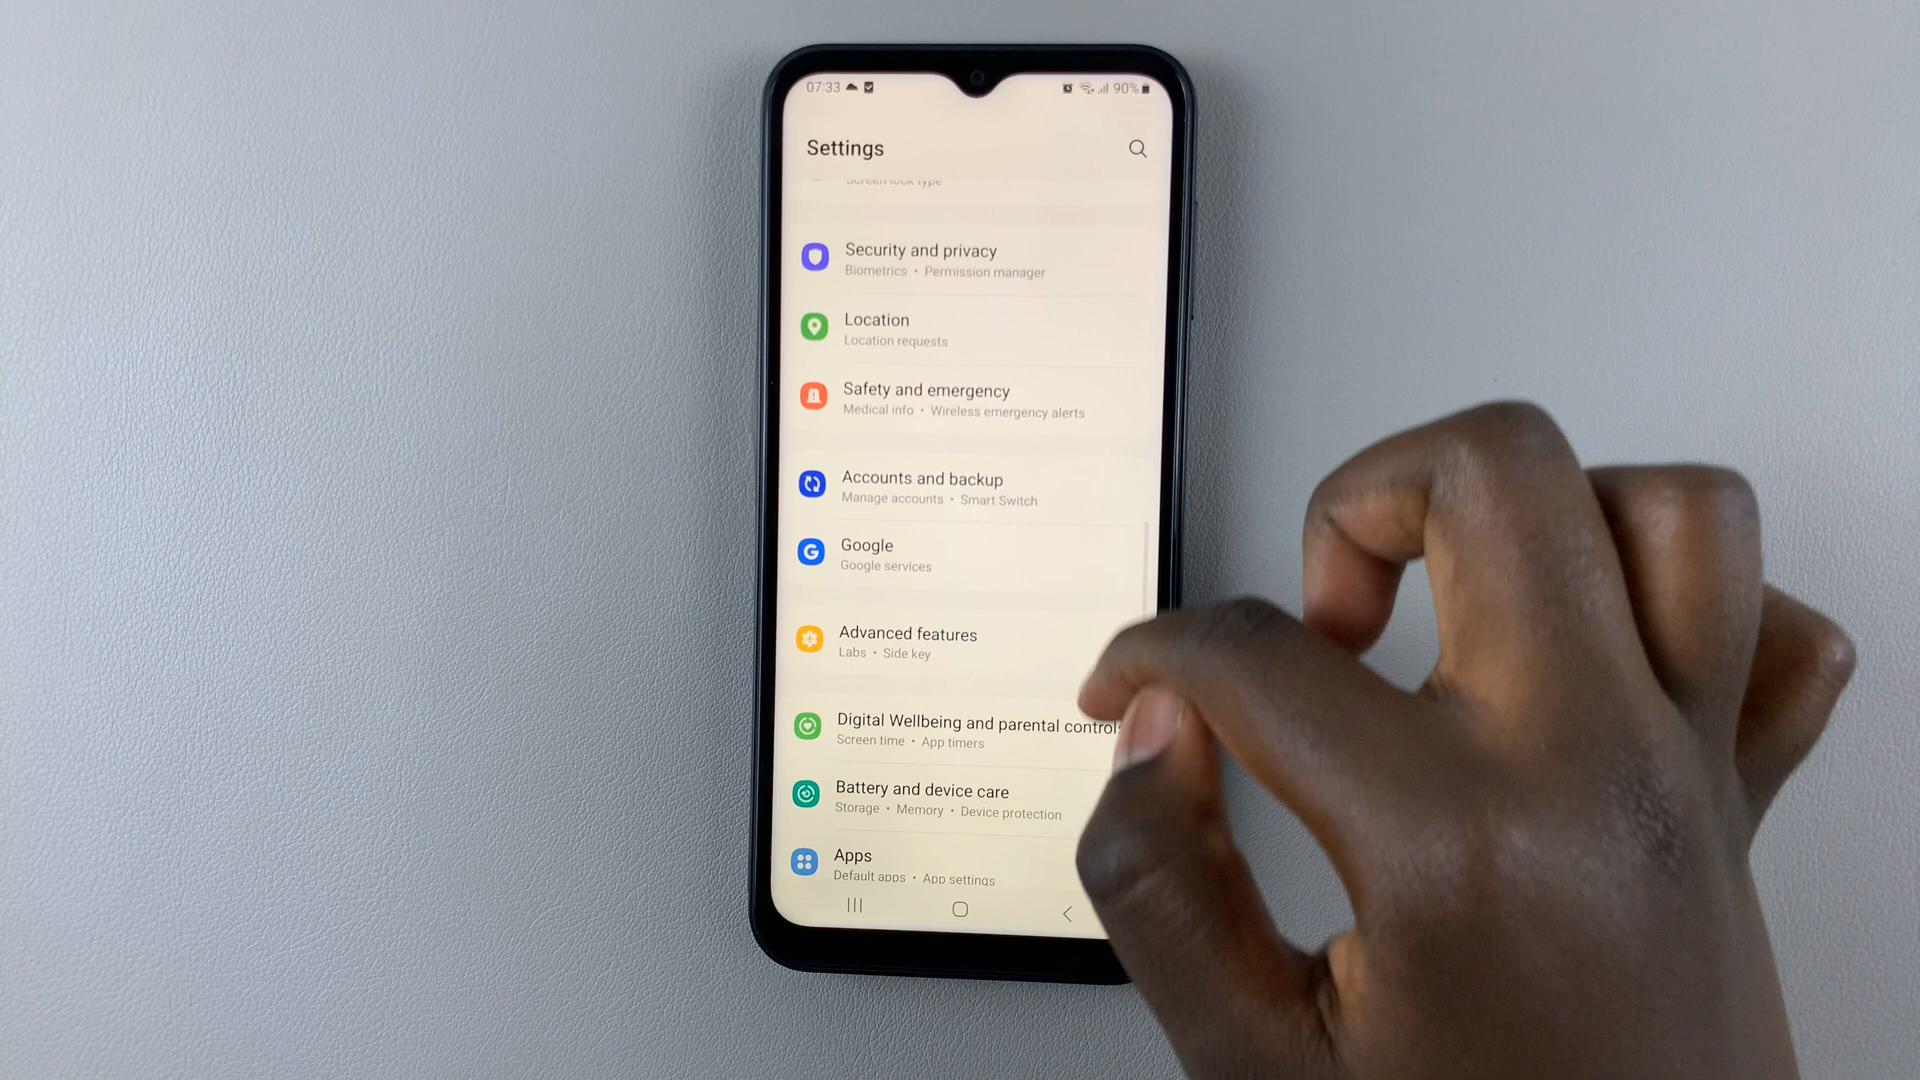 07:33 90%
Settings
Screen lock type
Security and privacy
Biometrics • Permission manager
Location
Location requests
Safety and emergency
Medical info • Wireless emergency alerts
Accounts and backup
Manage accounts • Smart Switch
Google
Google services
Advanced features
Labs • Side key
Digital Wellbeing and parental controls
Screen time • App timers
Battery and device care
Storage • Memory • Device protection
Apps
Default apps • App settings